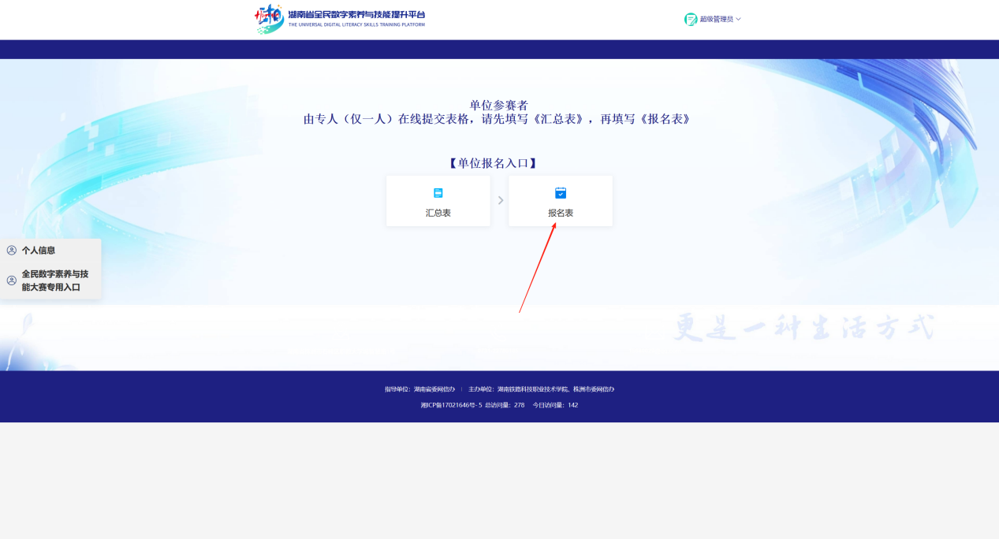 湖南省全民数字素养与技能提升平台
THE UNIVERSAL DIGITAL LITERACY SKILLS TRAINING PLATFORM
超级管理员
单位参赛者
由专人（仅一人）在线提交表格，请先填写《汇总表》，再填写《报名表》
【单位报名入口】
汇总表
报名表
个人信息
全民数字素养与技
能大赛专用入口
更是一种生活方式
指导单位：湖南省委网信办 | 主办单位：湖南铁路科技职业技术学院、株洲市委网信办
湘ICP备17021646号- 5 总访问量：278 今日访问量：142